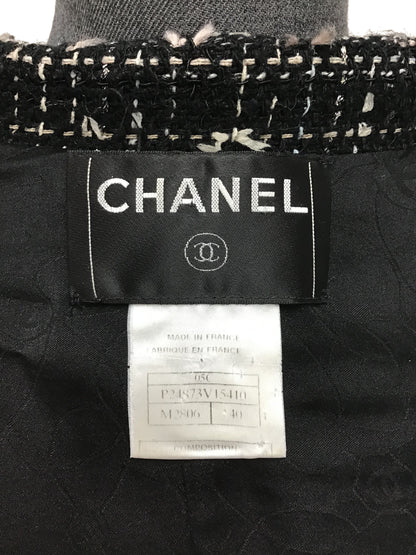 CHANEL
MADE IN FRANCE
FABRIQUE EN FRANCE
05C
P24873V15410
M2806 40
COMPOSITION